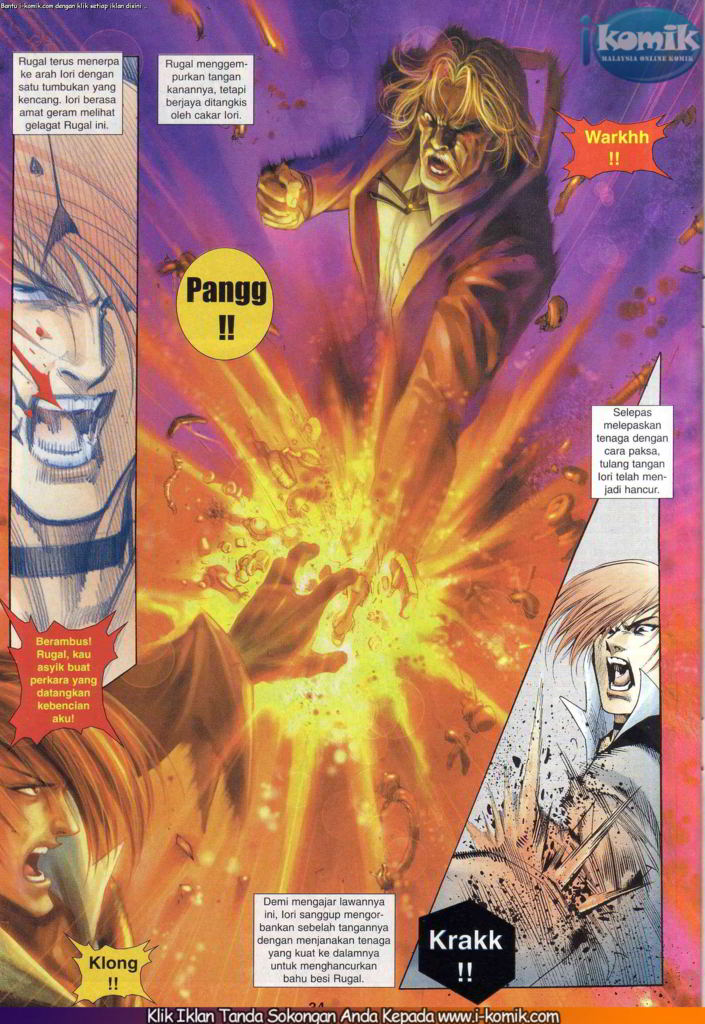 Bantu i-komik.com dengan klik setiap iklan disini ..
i komik
MALAYSIA ONLINE KOMIK
Rugal terus menerpa
ke arah Iori dengan
satu tumbukan yang
kencang. Iori berasa
amat geram melihat
gelagat Rugal ini.
Rugal menggem-
purkan tangan
kanannya, tetapi
berjaya ditangkis
oleh cakar Iori.
Warkhh
!!
Pangg
!!
Selepas
melepaskan
tenaga dengan
cara paksa,
tulang tangan
Iori telah men-
jadi hancur.
Berambus!
Rugal, kau
asyik buat
perkara yang
datangkan
kebencian
aku!
Demi mengajar lawannya
ini, Iori sanggup mengor-
bankan sebelah tangannya
dengan menjanakan tenaga
yang kuat ke dalamnya
untuk menghancurkan
bahu besi Rugal.
Krakk
!!
Klong
!!
34
Klik Iklan Tanda Sokongan Anda Kepada www.i-komik.com